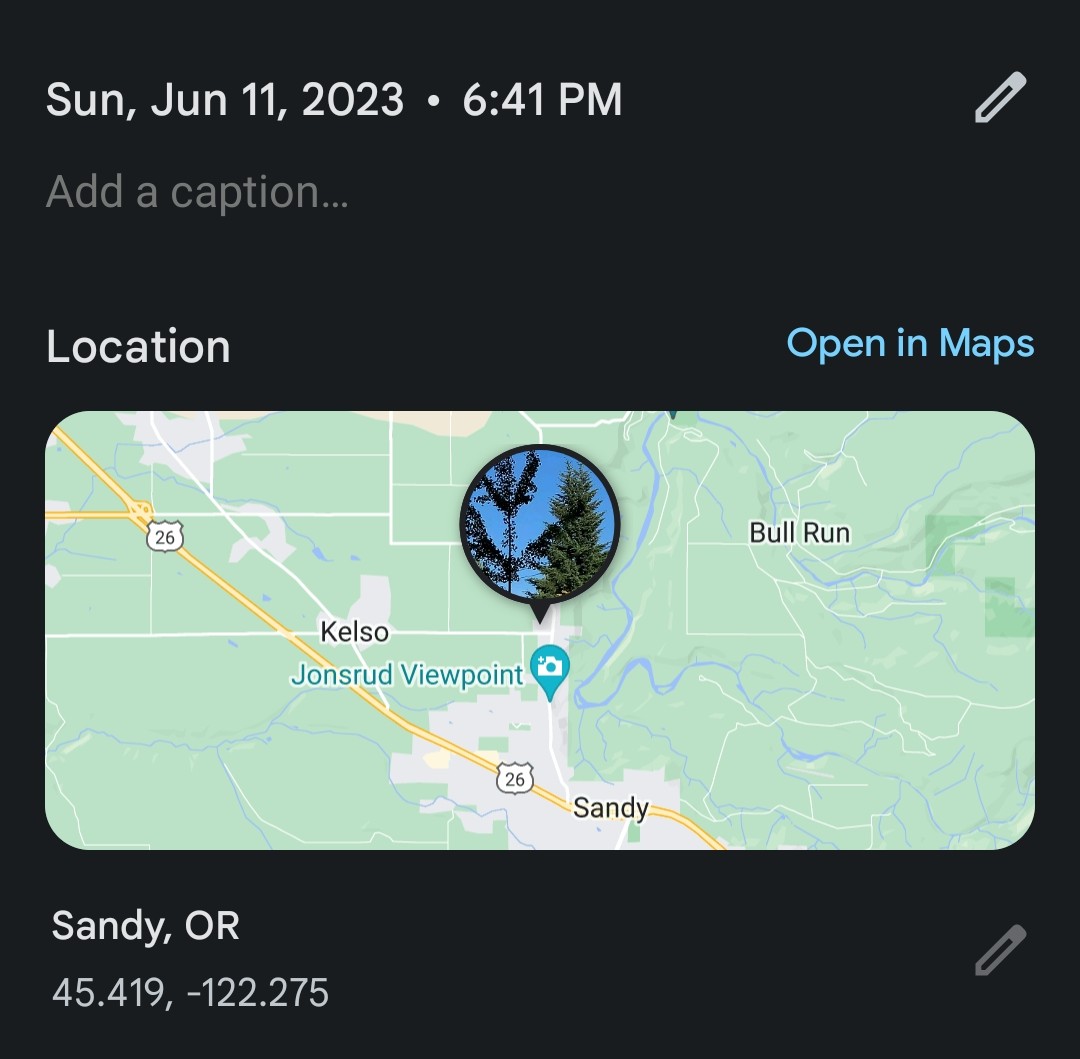 Sun, Jun 11, 2023 • 6:41 PM
Add a caption...
Location
Open in Maps
26
Bull Run
Kelso
Jonsrud Viewpoint
26
Sandy
Sandy, OR
45.419, -122.275